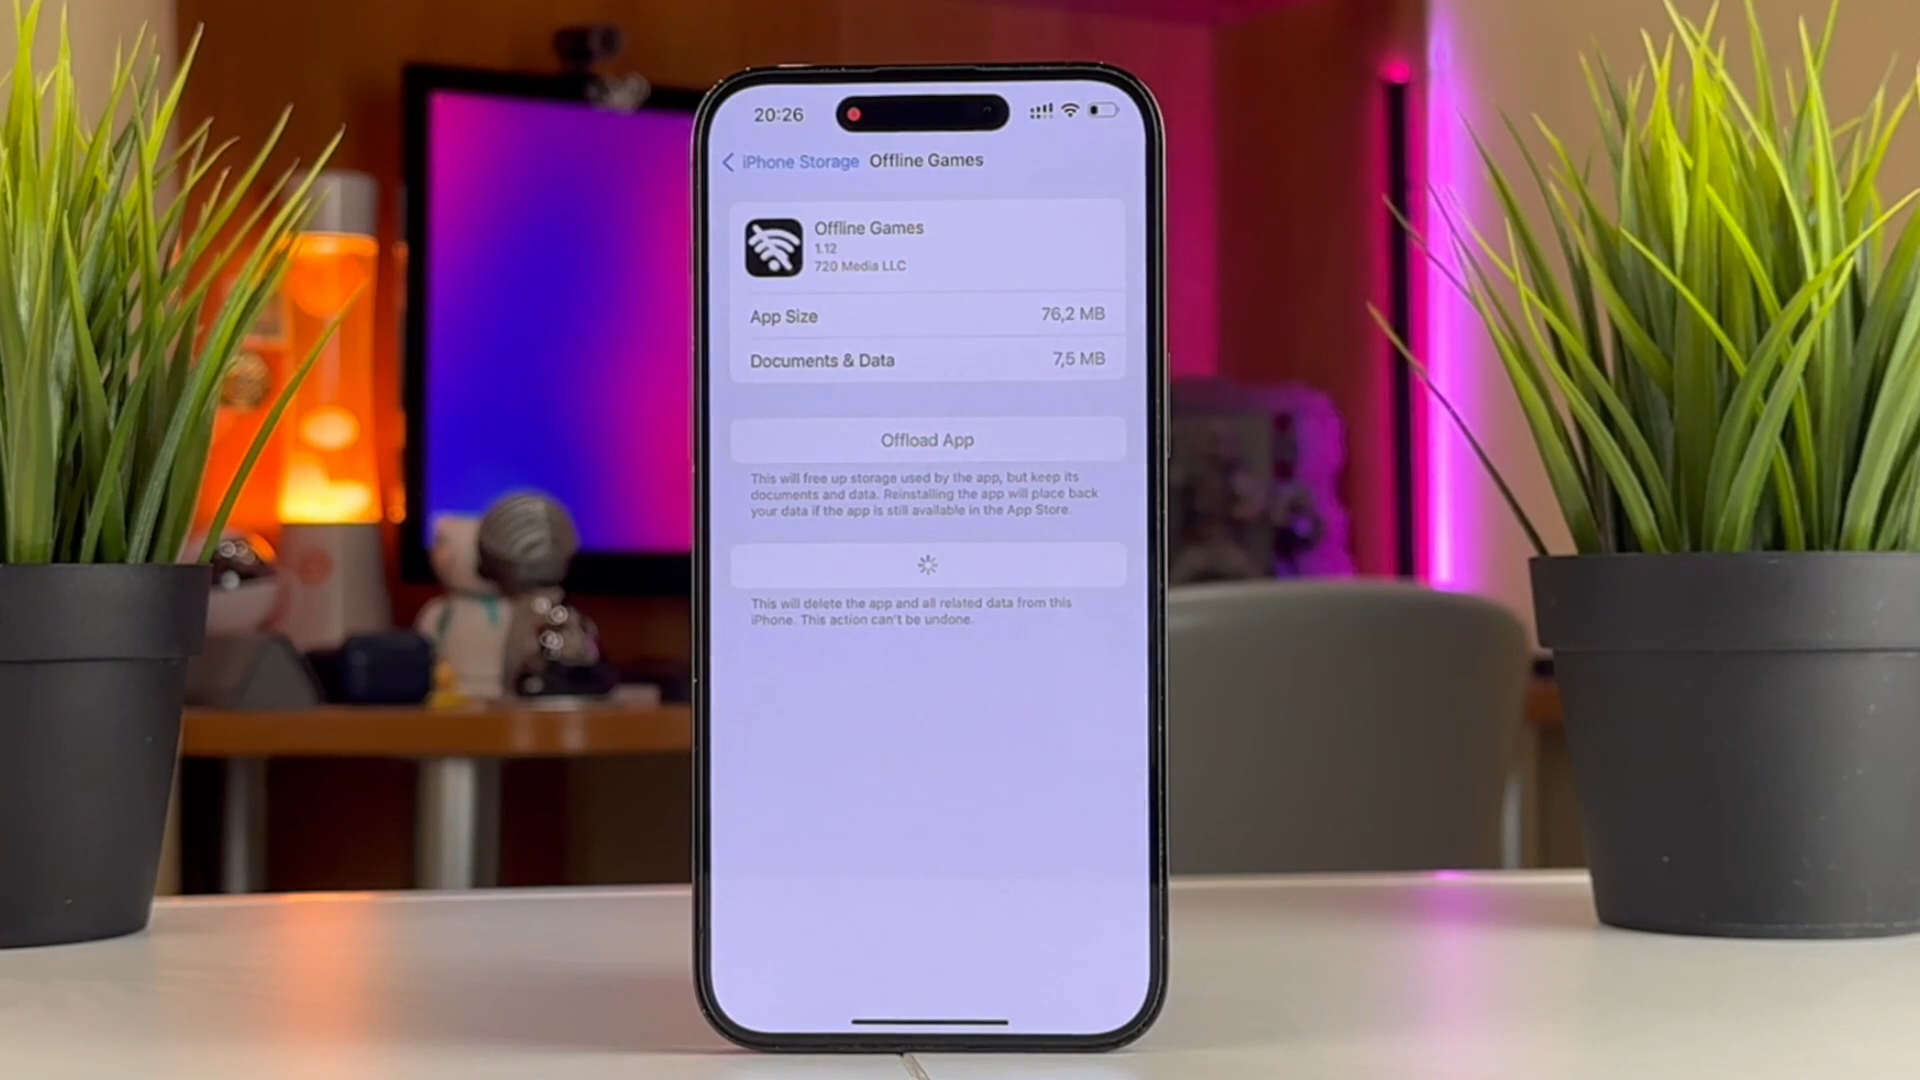 20:26
iPhone Storage Offline Games
Offline Games
1.12
720 Media LLC
App Size 76,2 MB
Documents & Data 7,5 MB
Offload App
This will free up storage used by the app, but keep its
documents and data. Reinstalling the app will place back
your data if the app is still available in the App Store.
This will delete the app and all related data from this
iPhone. This action can't be undone.